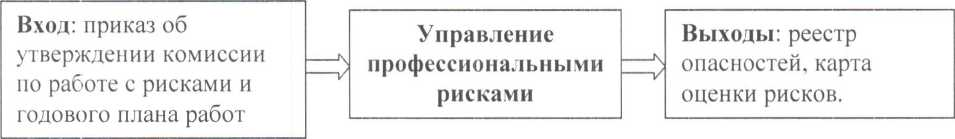 Вход: приказ об
утверждении комиссии
по работе с рисками и
годового плана работ
Управление
профессиональными
рисками
Выходы: реестр
опасностей, карта
оценки рисков.